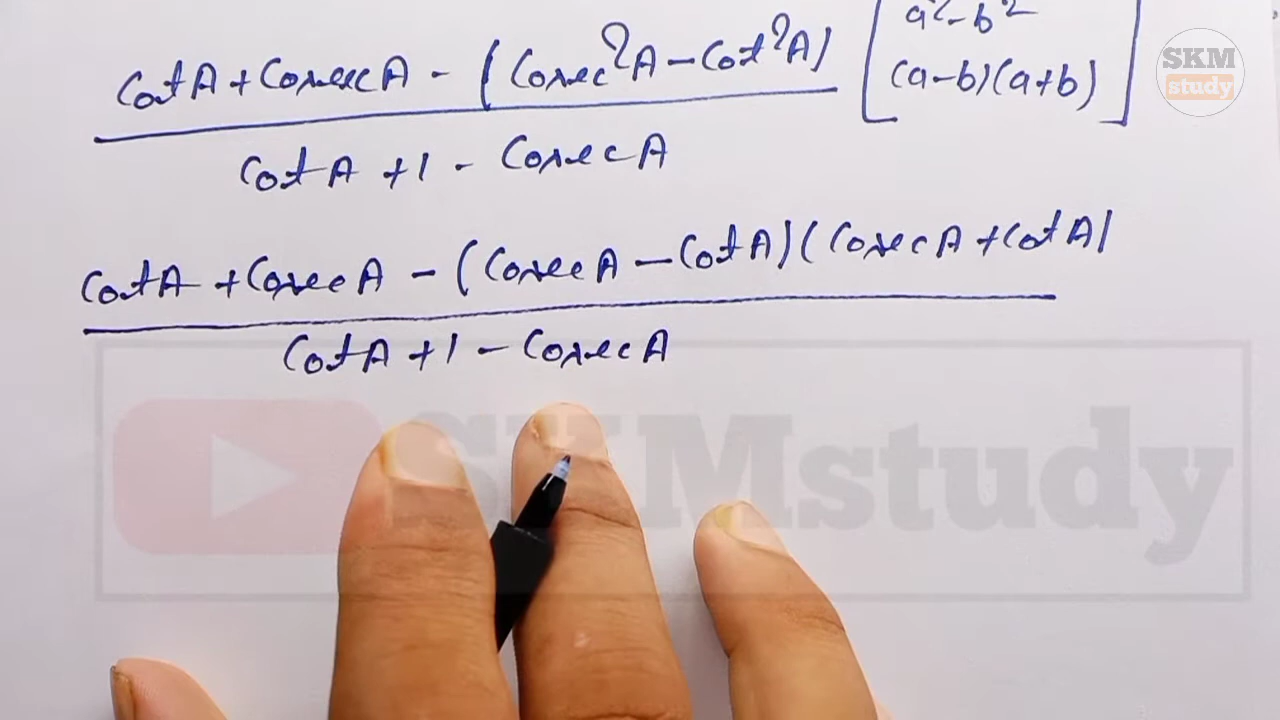 a²-b²
CotA + CosecA - (Cosec²A - Cot²A)
(a-b)(a+b)
SKM
study
CotA + 1 - CosecA
CotA + CosecA - (CosecA - CotA)(CosecA + CotA)
CotA + 1 - CosecA
SKMstudy